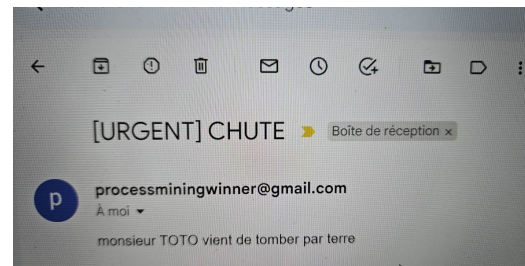 [URGENT] CHUTE Boîte de réception ×
p
processminingwinner@gmail.com
À moi
monsieur TOTO vient de tomber par terre